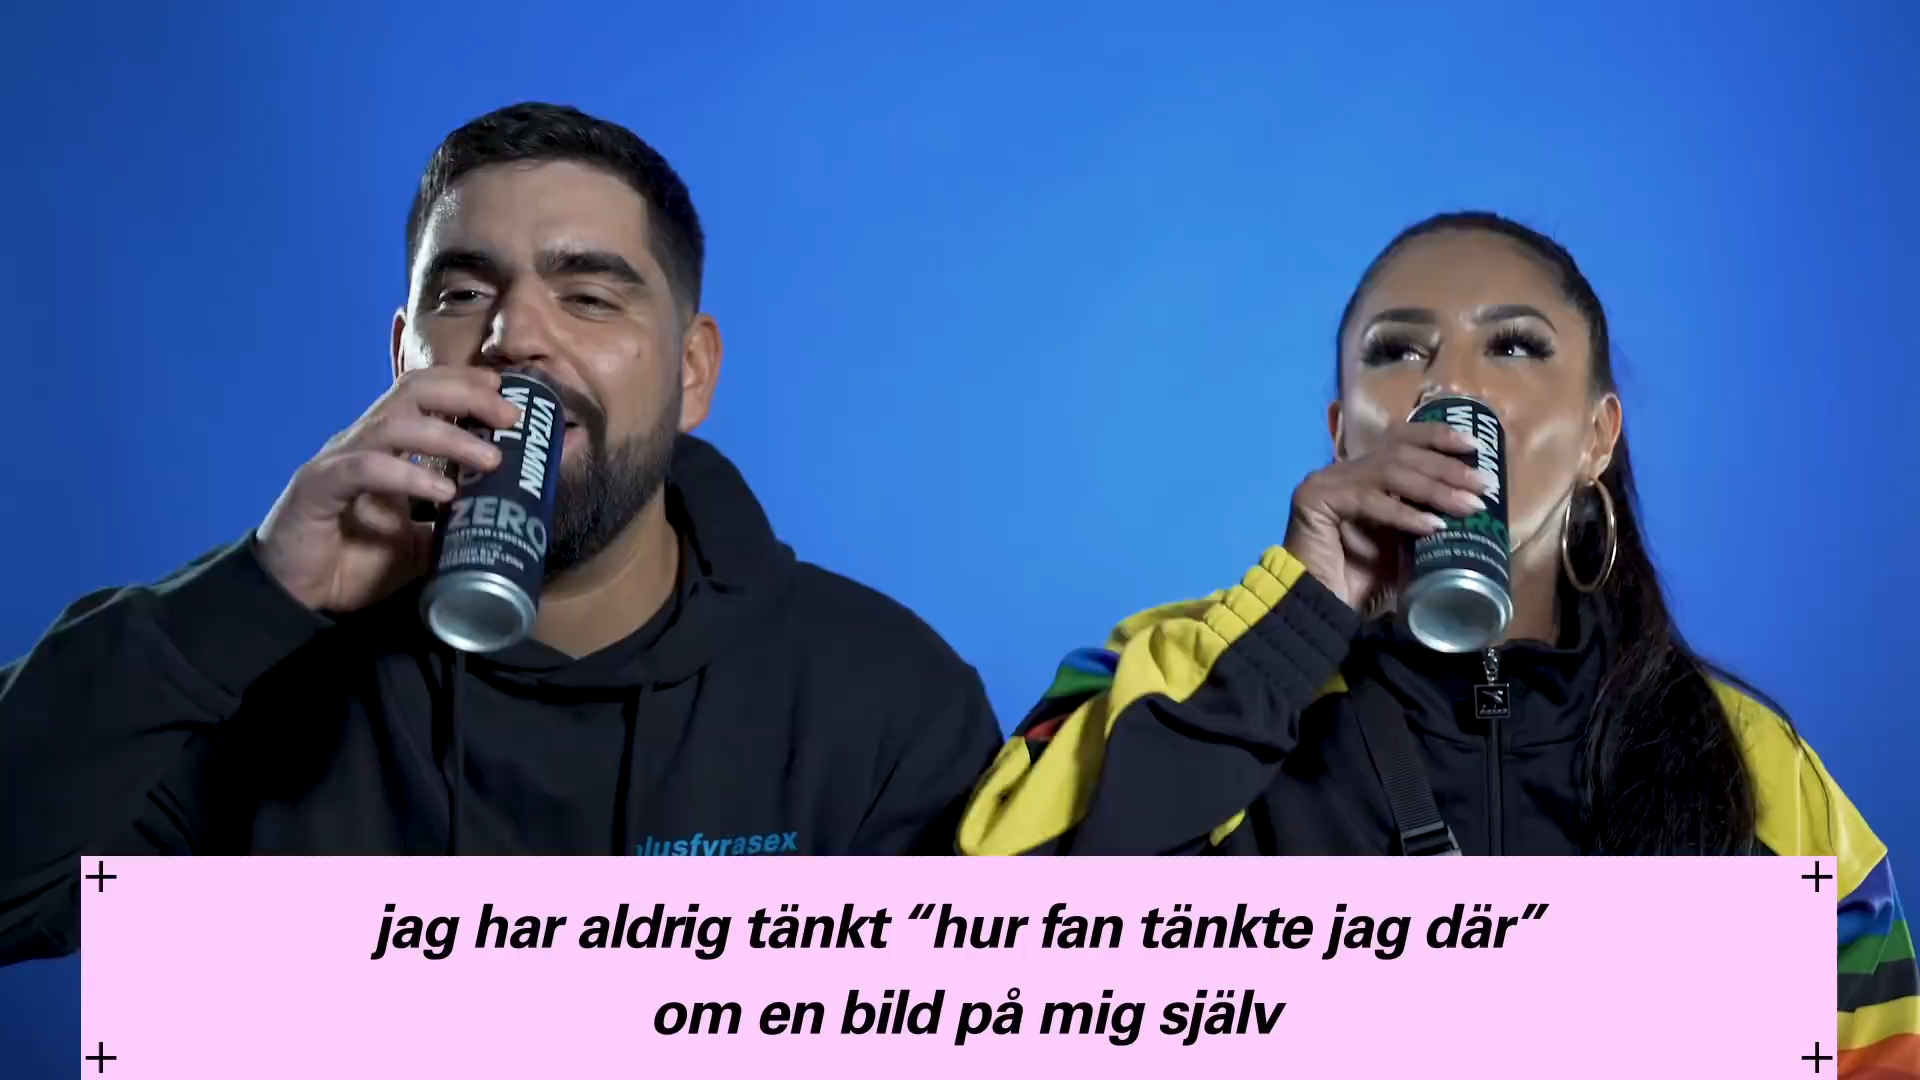 VITAMIN
WELL
ZERO
VITAMIN
ZERO
plusfyrasex
jag har aldrig tänkt “hur fan tänkte jag där”
om en bild på mig själv